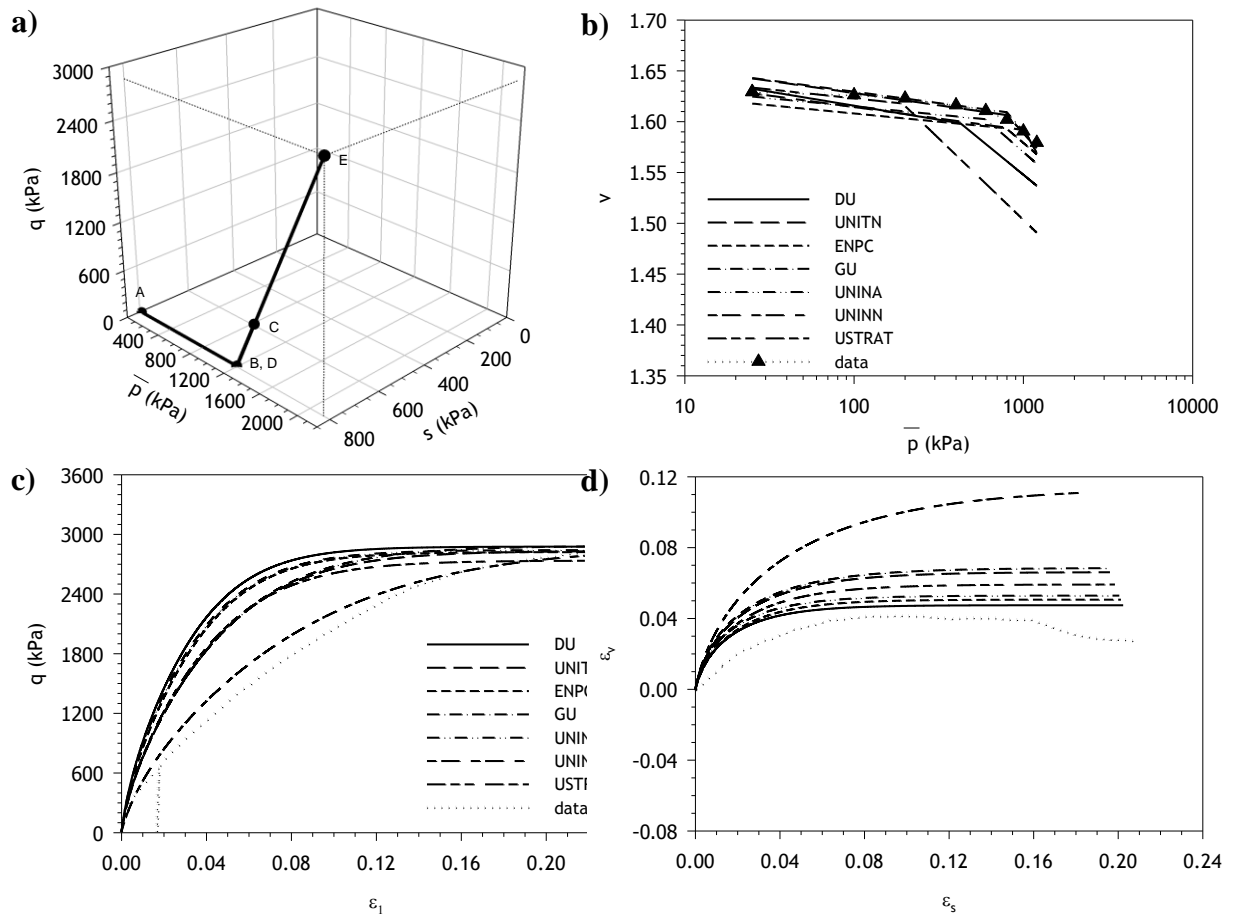 a)
3000
2400
1800
1200
600
0
q (kPa)
A
B, D
C
E
400
800
1200
1600
2000
p (kPa)
0
200
400
600
800
s (kPa)
b)
1.70
1.65
1.60
1.55
1.50
1.45
1.40
1.35
v
DU
UNITN
ENPC
GU
UNINA
UNINN
USTRAT
data
10 100 1000 10000
p (kPa)
c)
3600
3000
2400
1800
1200
600
0
q (kPa)
DU
UNIT
ENPC
GU
UNIN
UNIN
USTR
data
0.00 0.04 0.08 0.12 0.16 0.20
ε1
d)
0.12
0.08
0.04
0.00
-0.04
-0.08
εv
0.00 0.04 0.08 0.12 0.16 0.20 0.24
εs